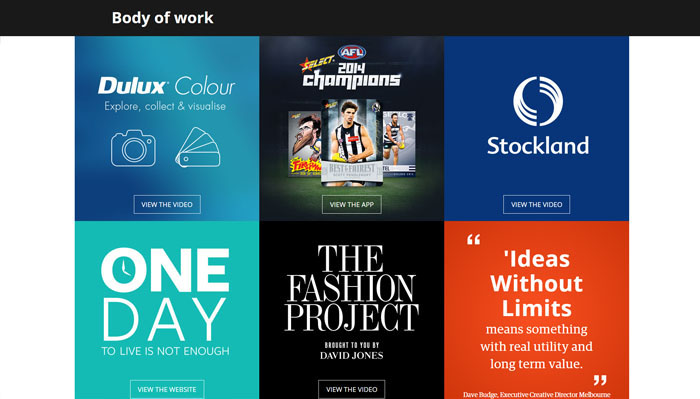 Body of work
Dulux Colour
Explore, collect & visualise
VIEW THE VIDEO
SELECT
AFL
2014
champions
BEST & FAIREST
VIEW THE APP
Stockland
VIEW THE VIDEO
ONE
DAY
TO LIVE IS NOT ENOUGH
VIEW THE WEBSITE
THE
FASHION
PROJECT
BROUGHT TO YOU BY
DAVID JONES
VIEW THE VIDEO
“
'Ideas
Without
Limits
means something
with real utility and
long term value.
”
Dave Budge, Executive Creative Director Melbourne